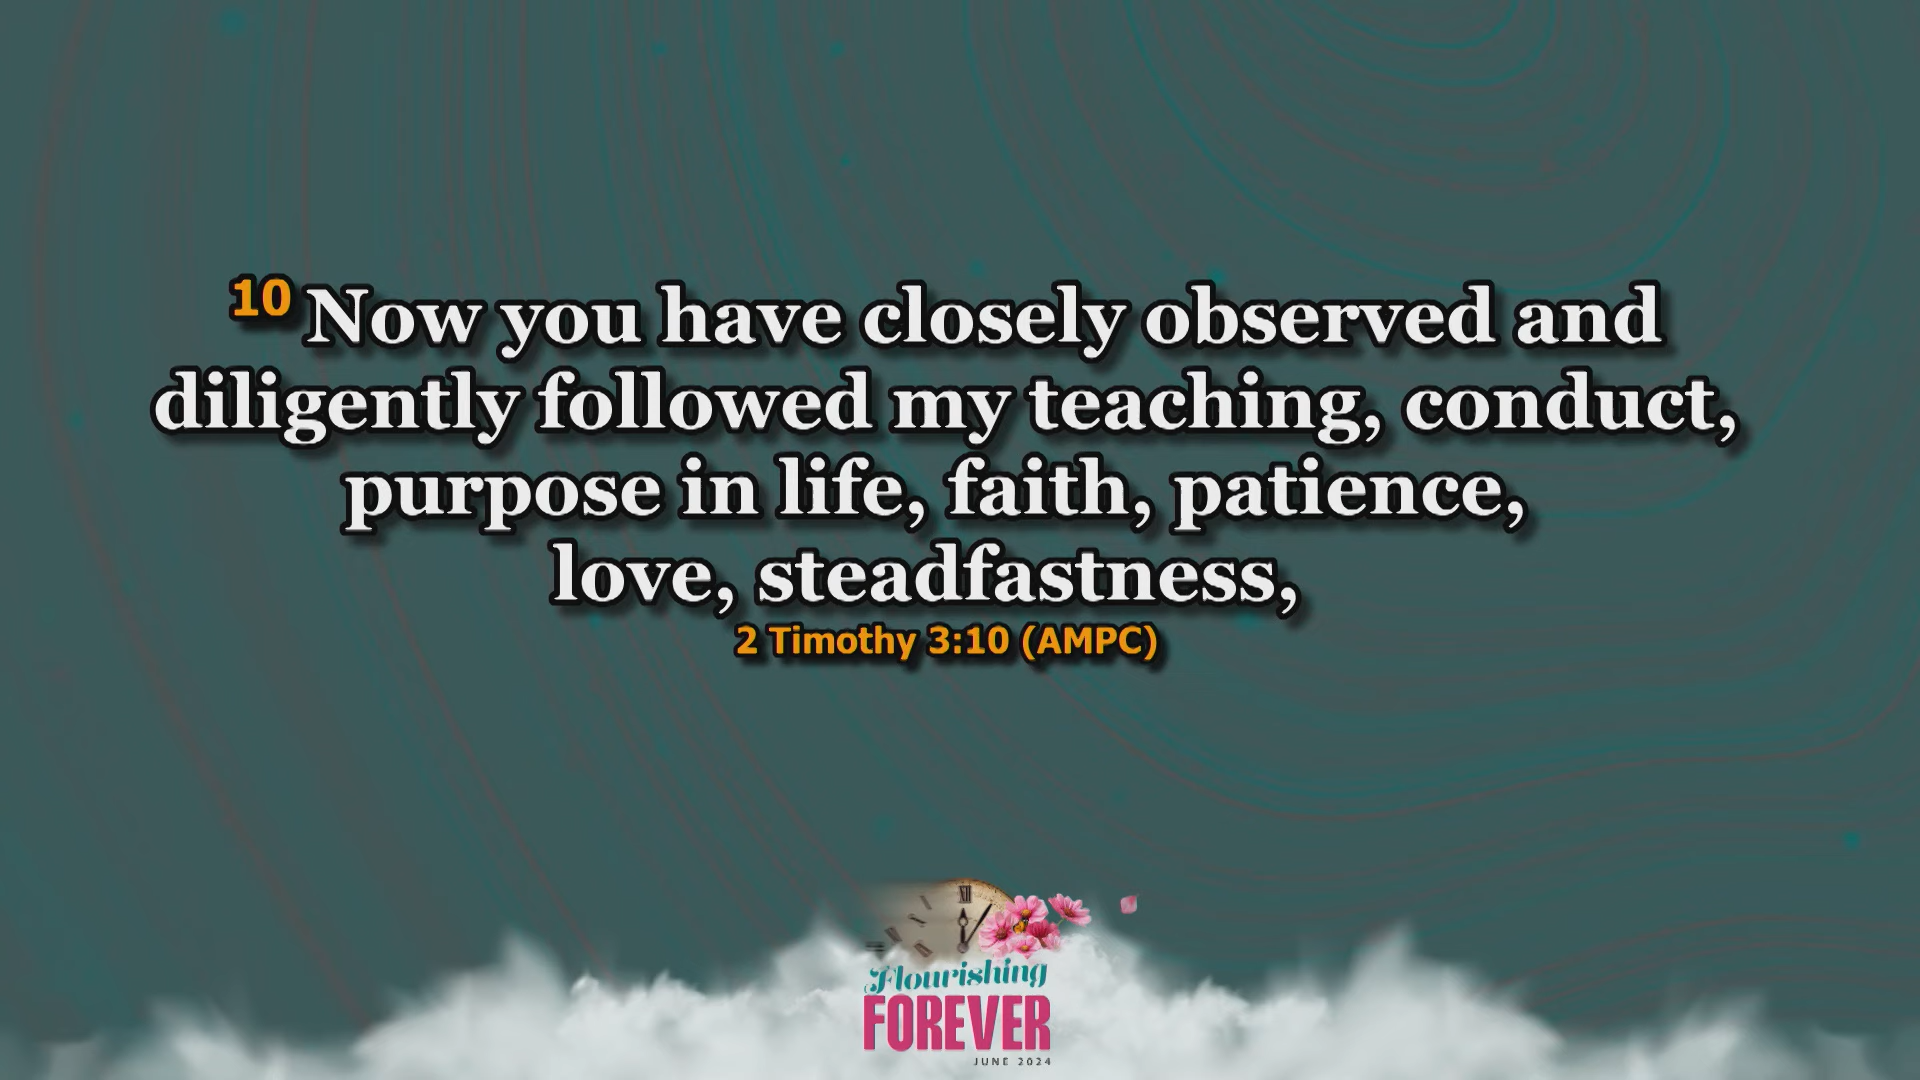 10 Now you have closely observed and
diligently followed my teaching, conduct,
purpose in life, faith, patience,
love, steadfastness,
2 Timothy 3:10 (AMPC)
XII
Flourishing
FOREVER
JUNE 2024